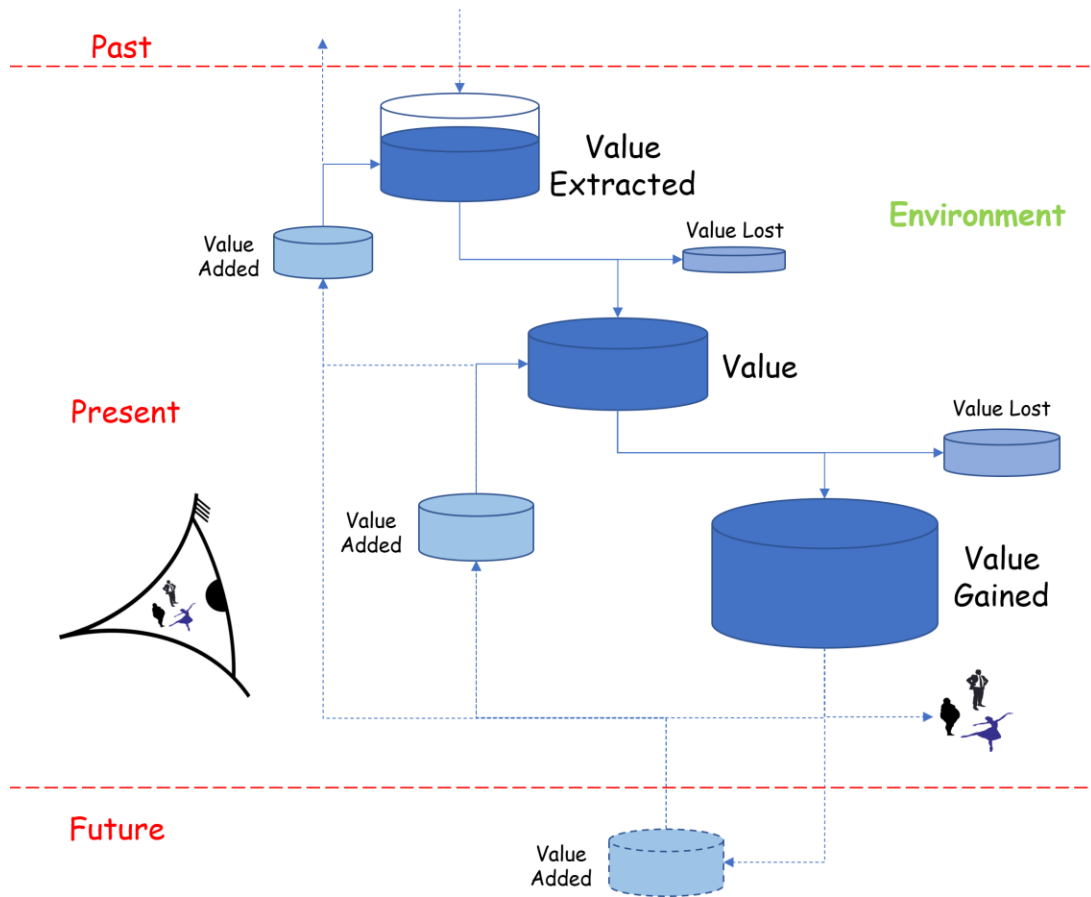 Past
Value
Extracted
Environment
Value
Added
Value Lost
Value
Present
Value Lost
Value
Added
Value
Gained
Future
Value
Added